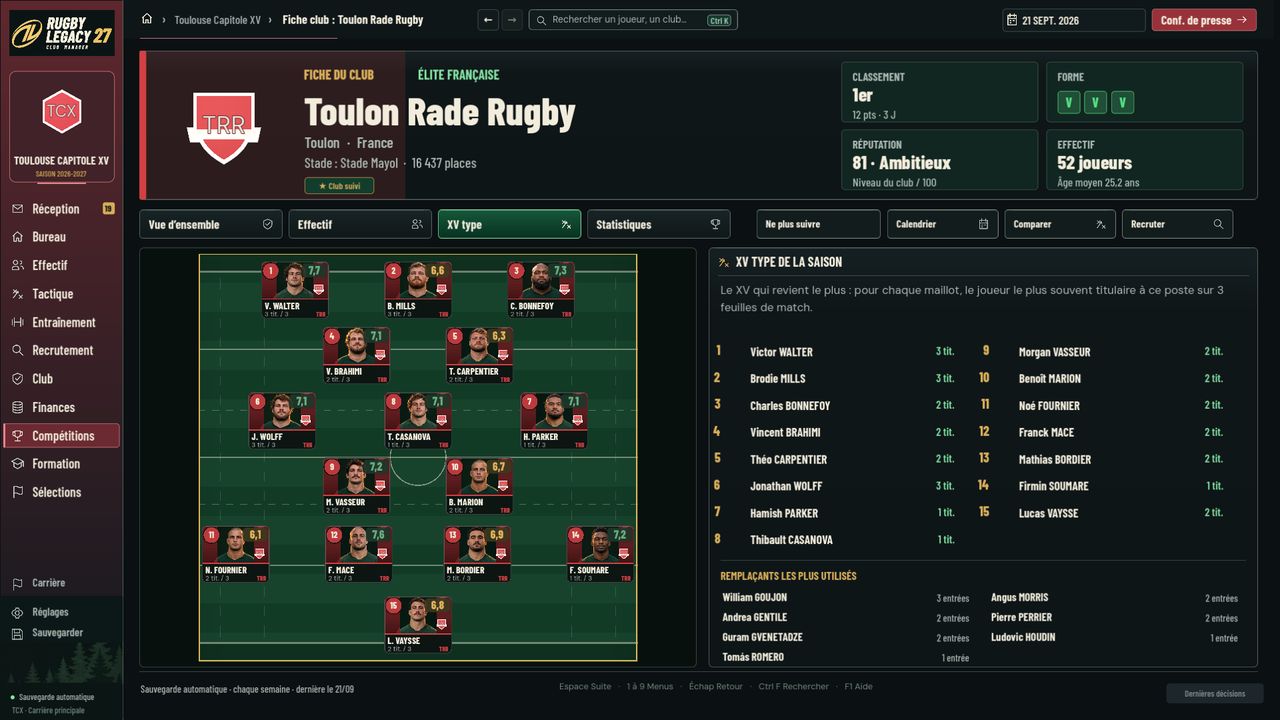 RUGBY LEGACY 27
CLUB MANAGER
TCX
TOULOUSE CAPITOLE XV
SAISON 2026-2027
Réception 19
Bureau
Effectif
Tactique
Entraînement
Recrutement
Club
Finances
Compétitions
Formation
Sélections
Carrière
Réglages
Sauvegarder
Sauvegarde automatique
TCX · Carrière principale
› Toulouse Capitole XV › Fiche club : Toulon Rade Rugby
← →
Rechercher un joueur, un club... Ctrl K
21 SEPT. 2026
Conf. de presse →
TRR
FICHE DU CLUB ÉLITE FRANÇAISE
Toulon Rade Rugby
Toulon · France
Stade : Stade Mayol · 16 437 places
★ Club suivi
CLASSEMENT
1er
12 pts · 3 J
FORME
V V V
RÉPUTATION
81 · Ambitieux
Niveau du club / 100
EFFECTIF
52 joueurs
Âge moyen 25,2 ans
Vue d'ensemble
Effectif
XV type
Statistiques
Ne plus suivre
Calendrier
Comparer
Recruter
1 7,7
V. WALTER
3 tit. / 3 TRR
2 6,6
B. MILLS
3 tit. / 3 TRR
3 7,3
C. BONNEFOY
2 tit. / 3 TRR
4 7,1
V. BRAHIMI
2 tit. / 3 TRR
5 6,3
T. CARPENTIER
2 tit. / 3 TRR
6 7,1
J. WOLFF
3 tit. / 3 TRR
8 7,1
T. CASANOVA
1 tit. / 3 TRR
7 7,1
H. PARKER
1 tit. / 3 TRR
9 7,2
M. VASSEUR
2 tit. / 3 TRR
10 6,7
B. MARION
2 tit. / 3 TRR
11 6,1
N. FOURNIER
2 tit. / 3 TRR
12 7,6
F. MACE
2 tit. / 3 TRR
13 6,9
M. BORDIER
2 tit. / 3 TRR
14 7,2
F. SOUMARE
1 tit. / 3 TRR
15 6,8
L. VAYSSE
2 tit. / 3 TRR
XV TYPE DE LA SAISON
Le XV qui revient le plus : pour chaque maillot, le joueur le plus souvent titulaire à ce poste sur 3
feuilles de match.
1 Victor WALTER 3 tit.
2 Brodie MILLS 3 tit.
3 Charles BONNEFOY 2 tit.
4 Vincent BRAHIMI 2 tit.
5 Théo CARPENTIER 2 tit.
6 Jonathan WOLFF 3 tit.
7 Hamish PARKER 1 tit.
8 Thibault CASANOVA 1 tit.
9 Morgan VASSEUR 2 tit.
10 Benoît MARION 2 tit.
11 Noé FOURNIER 2 tit.
12 Franck MACE 2 tit.
13 Mathias BORDIER 2 tit.
14 Firmin SOUMARE 1 tit.
15 Lucas VAYSSE 2 tit.
REMPLAÇANTS LES PLUS UTILISÉS
William GOUJON 3 entrées
Andrea GENTILE 2 entrées
Guram GVENETADZE 2 entrées
Tomás ROMERO 1 entrée
Angus MORRIS 2 entrées
Pierre PERRIER 2 entrées
Ludovic HOUDIN 1 entrée
Sauvegarde automatique · chaque semaine · dernière le 21/09
Espace Suite · 1 à 9 Menus · Échap Retour · Ctrl F Rechercher · F1 Aide
Dernières décisions